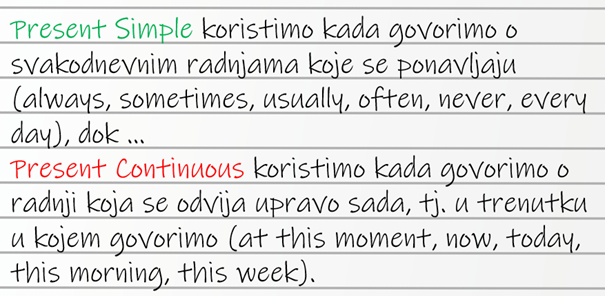 Present Simple koristimo kada govorimo o
svakodnevnim radnjama koje se ponavljaju
(always, sometimes, usually, often, never, every
day), dok ...
Present Continuous koristimo kada govorimo o
radnji koja se odvija upravo sada, tj. u trenutku
u kojem govorimo (at this moment, now, today,
this morning, this week).